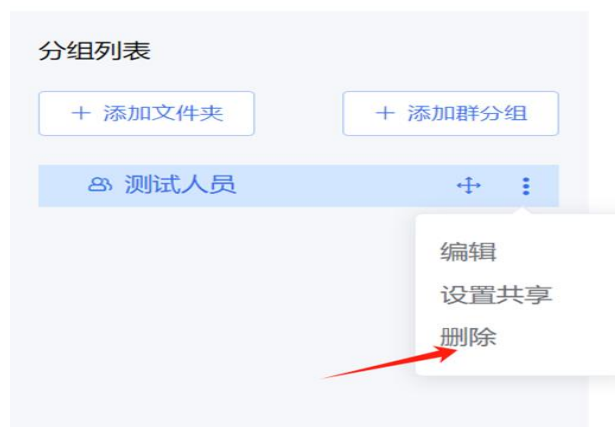 分组列表
+ 添加文件夹 + 添加群分组
测试人员
编辑
设置共享
删除